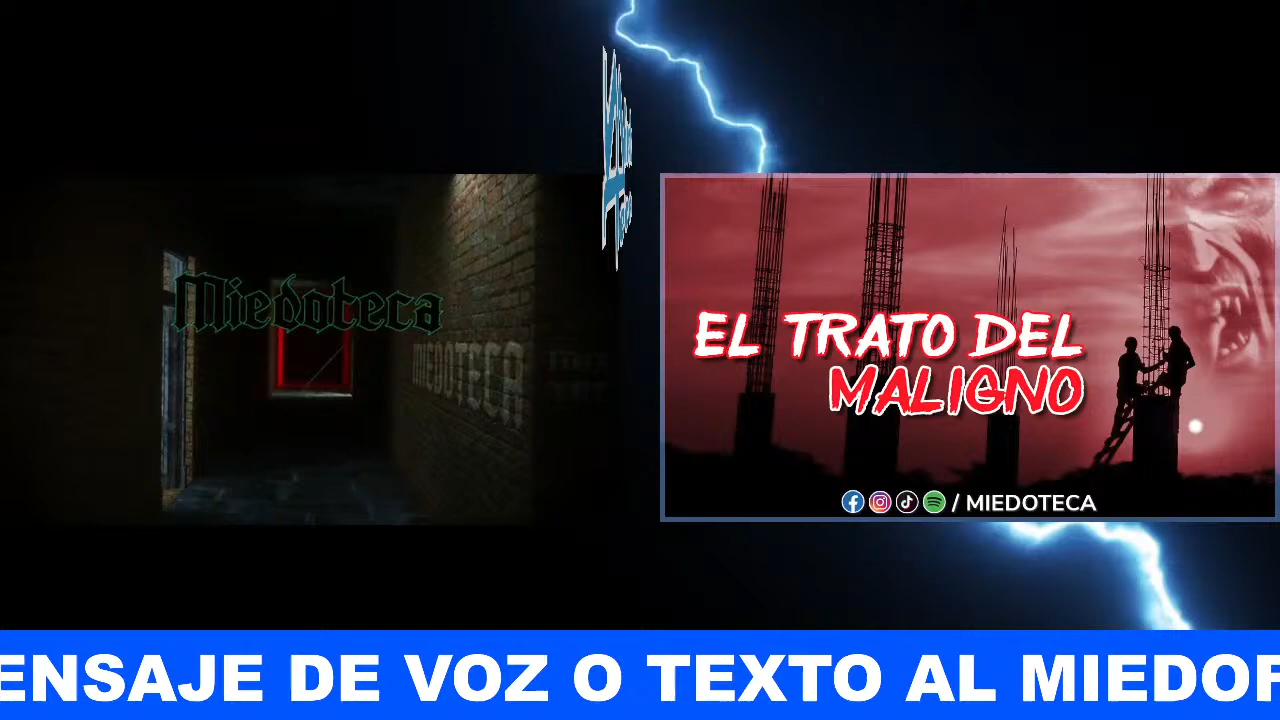 Miedoteca
MIEDOTECA
EL TRATO DEL
MALIGNO
/ MIEDOTECA
ENSAJE DE VOZ O TEXTO AL MIEDOF